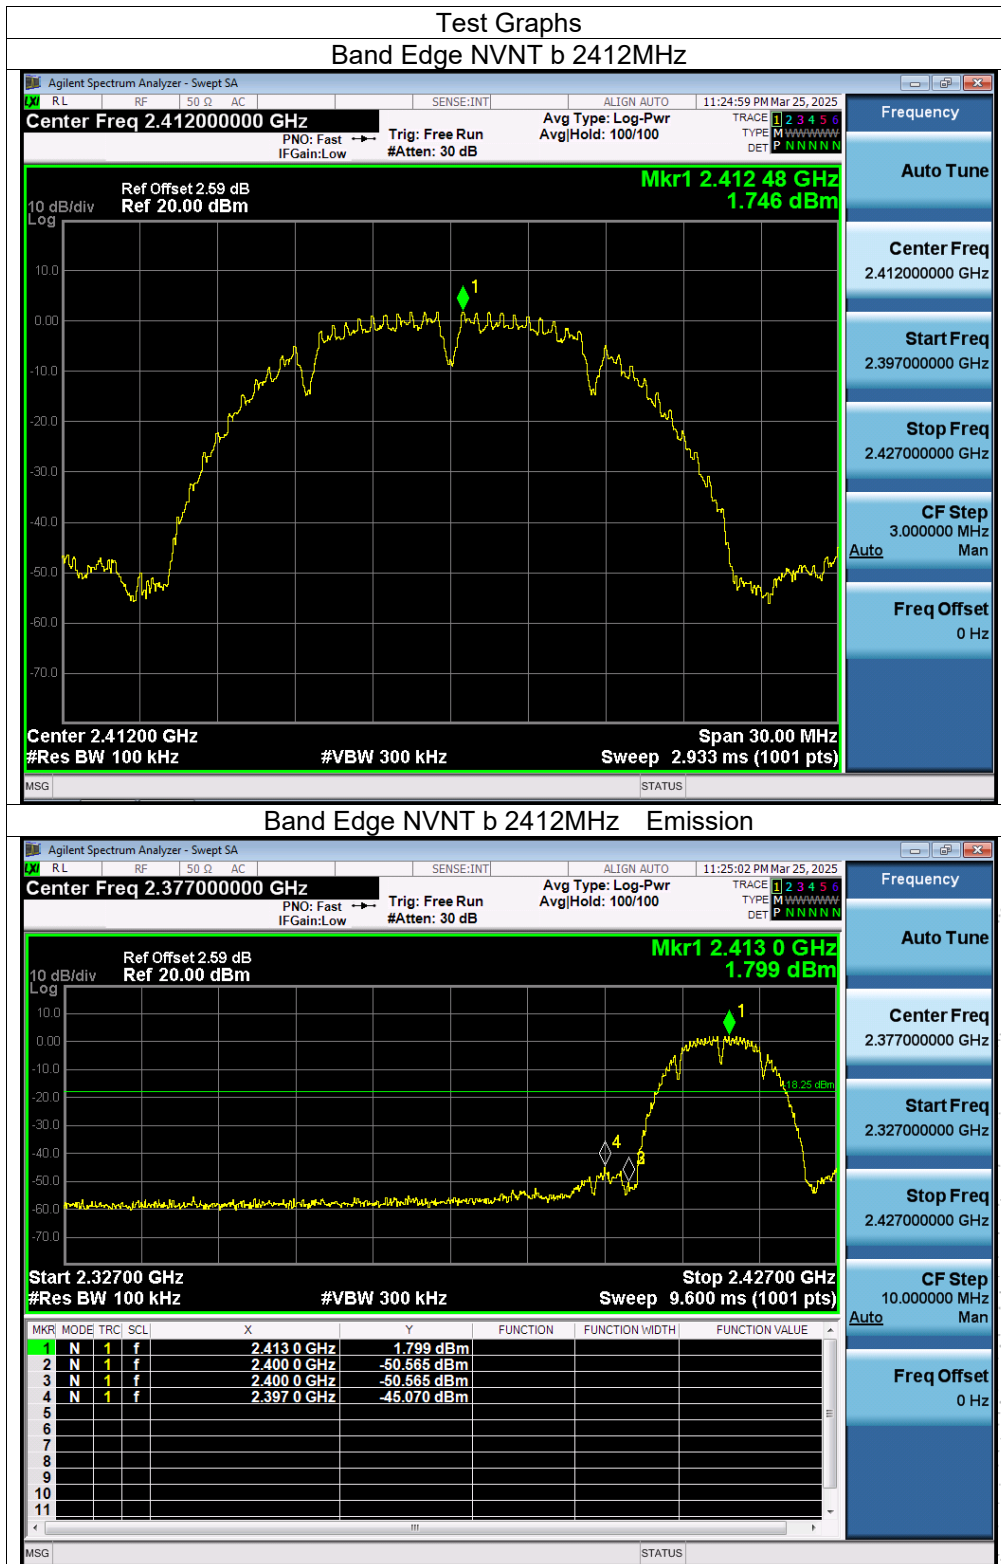 Test Graphs
Band Edge NVNT b 2412MHz
Agilent Spectrum Analyzer - Swept SA
LXI RL RF 50 Ω AC SENSE:INT ALIGN AUTO 11:24:59 PM Mar 25, 2025
Center Freq 2.412000000 GHz
PNO: Fast
IFGain:Low
Trig: Free Run
#Atten: 30 dB
Avg Type: Log-Pwr
Avg|Hold: 100/100
TRACE 1 2 3 4 5 6
TYPE M WWWWW
DET P N N N N N
Frequency
Auto Tune
Center Freq
2.412000000 GHz
Start Freq
2.397000000 GHz
Stop Freq
2.427000000 GHz
CF Step
3.000000 MHz
Auto Man
Freq Offset
0 Hz
Mkr1 2.412 48 GHz
1.746 dBm
Ref Offset 2.59 dB
10 dB/div Ref 20.00 dBm
Log
10.0
0.00
-10.0
-20.0
-30.0
-40.0
-50.0
-60.0
-70.0
1
Center 2.41200 GHz Span 30.00 MHz
#Res BW 100 kHz #VBW 300 kHz Sweep 2.933 ms (1001 pts)
MSG STATUS
Band Edge NVNT b 2412MHz Emission
Agilent Spectrum Analyzer - Swept SA
LXI RL RF 50 Ω AC SENSE:INT ALIGN AUTO 11:25:02 PM Mar 25, 2025
Center Freq 2.377000000 GHz
PNO: Fast
IFGain:Low
Trig: Free Run
#Atten: 30 dB
Avg Type: Log-Pwr
Avg|Hold: 100/100
TRACE 1 2 3 4 5 6
TYPE M WWWWW
DET P N N N N N
Frequency
Auto Tune
Center Freq
2.377000000 GHz
Start Freq
2.327000000 GHz
Stop Freq
2.427000000 GHz
CF Step
10.000000 MHz
Auto Man
Freq Offset
0 Hz
Mkr1 2.413 0 GHz
1.799 dBm
Ref Offset 2.59 dB
10 dB/div Ref 20.00 dBm
Log
10.0
0.00
-10.0
-20.0
-30.0
-40.0
-50.0
-60.0
-70.0
1
-18.25 dBm
4
Start 2.32700 GHz Stop 2.42700 GHz
#Res BW 100 kHz #VBW 300 kHz Sweep 9.600 ms (1001 pts)
MKR MODE TRC SCL X Y FUNCTION FUNCTION WIDTH FUNCTION VALUE
1 N 1 f 2.413 0 GHz 1.799 dBm
2 N 1 f 2.400 0 GHz -50.565 dBm
3 N 1 f 2.400 0 GHz -50.565 dBm
4 N 1 f 2.397 0 GHz -45.070 dBm
5
6
7
8
9
10
11
MSG STATUS